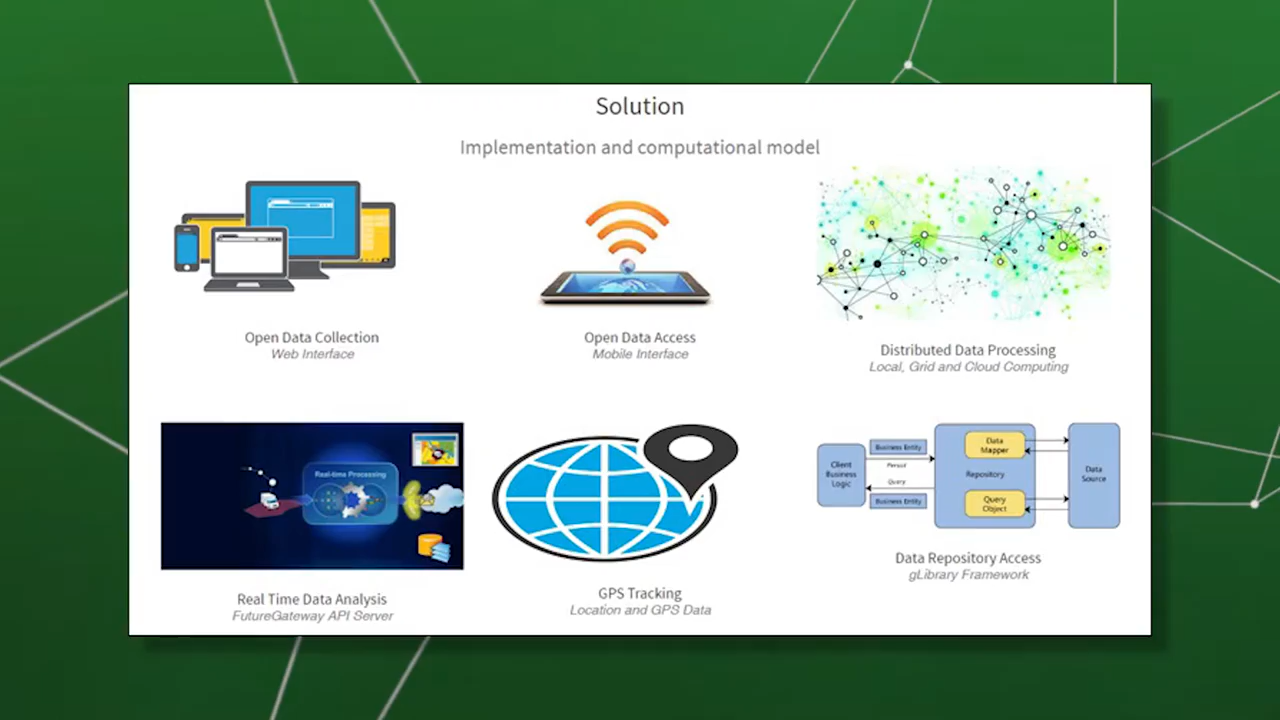 Solution
Implementation and computational model
Open Data Collection
Web Interface
Open Data Access
Mobile Interface
Distributed Data Processing
Local, Grid and Cloud Computing
Real-time Processing
Real Time Data Analysis
FutureGateway API Server
GPS Tracking
Location and GPS Data
Client
Business
Logic
Business Entity
Persist
Query
Business Entity
Data
Mapper
Repository
Query
Object
Data
Source
Data Repository Access
gLibrary Framework